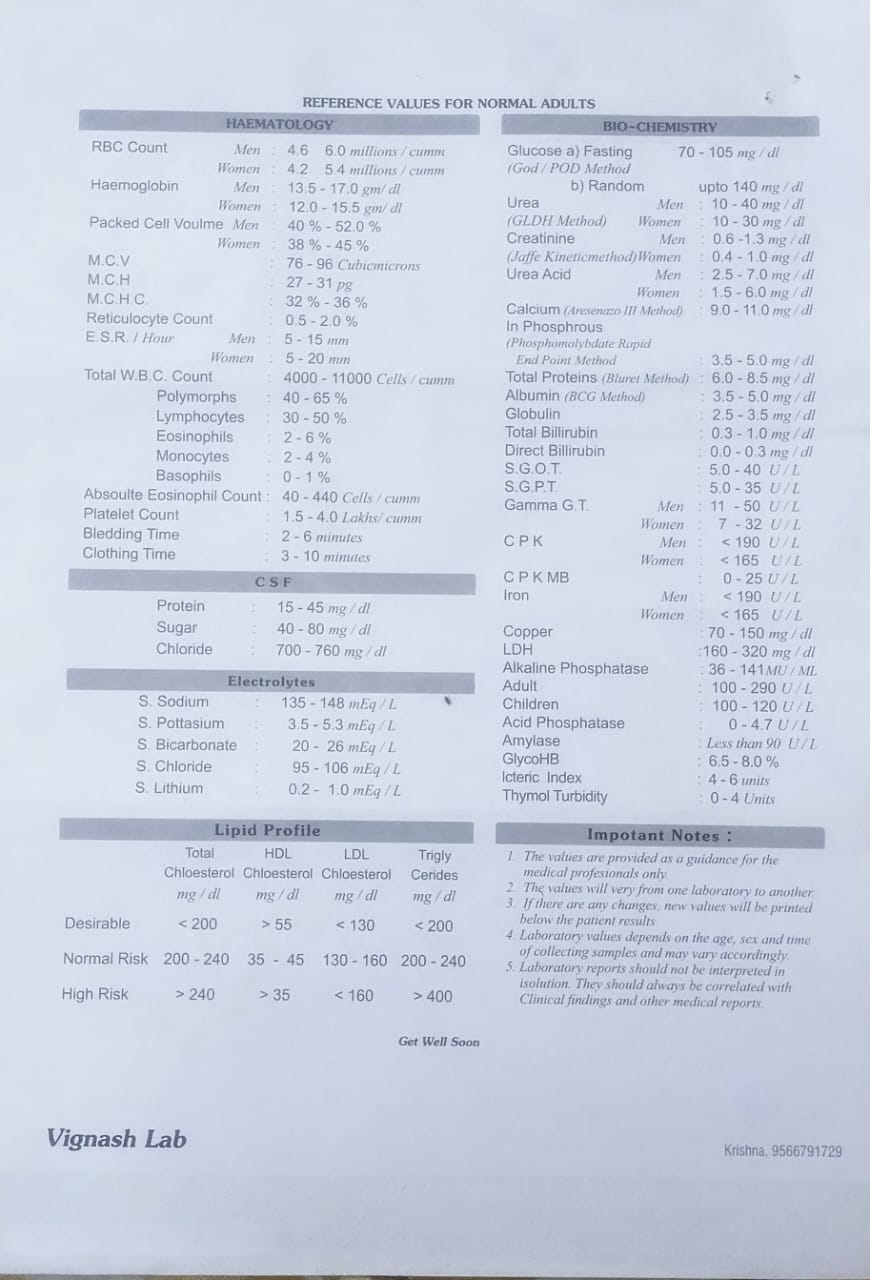 REFERENCE VALUES FOR NORMAL ADULTS
HAEMATOLOGY
RBC Count Men : 4.6 6.0 millions / cumm
Women : 4.2 5.4 millions / cumm
Haemoglobin Men : 13.5 - 17.0 gm/ dl
Women : 12.0 - 15.5 gm/ dl
Packed Cell Voulme Men : 40 % - 52.0 %
Women : 38 % - 45 %
M.C.V : 76 - 96 Cubicmicrons
M.C.H : 27 - 31 pg
M.C.H.C. : 32 % - 36 %
Reticulocyte Count : 0.5 - 2.0 %
E.S.R. / Hour Men : 5 - 15 mm
Women : 5 - 20 mm
Total W.B.C. Count : 4000 - 11000 Cells / cumm
Polymorphs : 40 - 65 %
Lymphocytes : 30 - 50 %
Eosinophils : 2 - 6 %
Monocytes : 2 - 4 %
Basophils : 0 - 1 %
Absoulte Eosinophil Count : 40 - 440 Cells / cumm
Platelet Count : 1.5 - 4.0 Lakhs/ cumm
Bledding Time : 2 - 6 minutes
Clothing Time : 3 - 10 minutes
C S F
Protein : 15 - 45 mg / dl
Sugar : 40 - 80 mg / dl
Chloride : 700 - 760 mg / dl
Electrolytes
S. Sodium : 135 - 148 mEq / L
S. Pottasium : 3.5 - 5.3 mEq / L
S. Bicarbonate : 20 - 26 mEq / L
S. Chloride : 95 - 106 mEq / L
S. Lithium : 0.2 - 1.0 mEq / L
BIO-CHEMISTRY
Glucose a) Fasting 70 - 105 mg / dl
(God / POD Method
b) Random upto 140 mg / dl
Urea Men : 10 - 40 mg / dl
(GLDH Method) Women : 10 - 30 mg / dl
Creatinine Men : 0.6 -1.3 mg / dl
(Jaffe Kineticmethod) Women : 0.4 - 1.0 mg / dl
Urea Acid Men : 2.5 - 7.0 mg / dl
Women : 1.5 - 6.0 mg / dl
Calcium (Aresenazo III Method) : 9.0 - 11.0 mg / dl
In Phosphrous
(Phosphomolybdate Rapid
End Point Method : 3.5 - 5.0 mg / dl
Total Proteins (Bluret Method) : 6.0 - 8.5 mg / dl
Albumin (BCG Method) : 3.5 - 5.0 mg / dl
Globulin : 2.5 - 3.5 mg / dl
Total Billirubin : 0.3 - 1.0 mg / dl
Direct Billirubin : 0.0 - 0.3 mg / dl
S.G.O.T. : 5.0 - 40 U / L
S.G.P.T. : 5.0 - 35 U / L
Gamma G.T. Men : 11 - 50 U / L
Women : 7 - 32 U / L
C P K Men : < 190 U / L
Women : < 165 U / L
C P K MB : 0 - 25 U / L
Iron Men : < 190 U / L
Women : < 165 U / L
Copper : 70 - 150 mg / dl
LDH :160 - 320 mg / dl
Alkaline Phosphatase : 36 - 141 MU / ML
Adult : 100 - 290 U / L
Children : 100 - 120 U / L
Acid Phosphatase : 0 - 4.7 U / L
Amylase : Less than 90 U / L
GlycoHB : 6.5 - 8.0 %
Icteric Index : 4 - 6 units
Thymol Turbidity : 0 - 4 Units
Lipid Profile
Total HDL LDL Trigly
Chloesterol Chloesterol Chloesterol Cerides
mg / dl mg / dl mg / dl mg / dl
Desirable < 200 > 55 < 130 < 200
Normal Risk 200 - 240 35 - 45 130 - 160 200 - 240
High Risk > 240 > 35 < 160 > 400
Impotant Notes :
1. The values are provided as a guidance for the
medical profesionals only.
2. The values will very from one laboratory to another.
3. If there are any changes, new values will be printed
below the patient results
4. Laboratory values depends on the age, sex and time
of collecting samples and may vary accordingly.
5. Laboratory reports should not be interpreted in
isolution. They should always be correlated with
Clinical findings and other medical reports.
Get Well Soon
Vignash Lab
Krishna, 9566791729